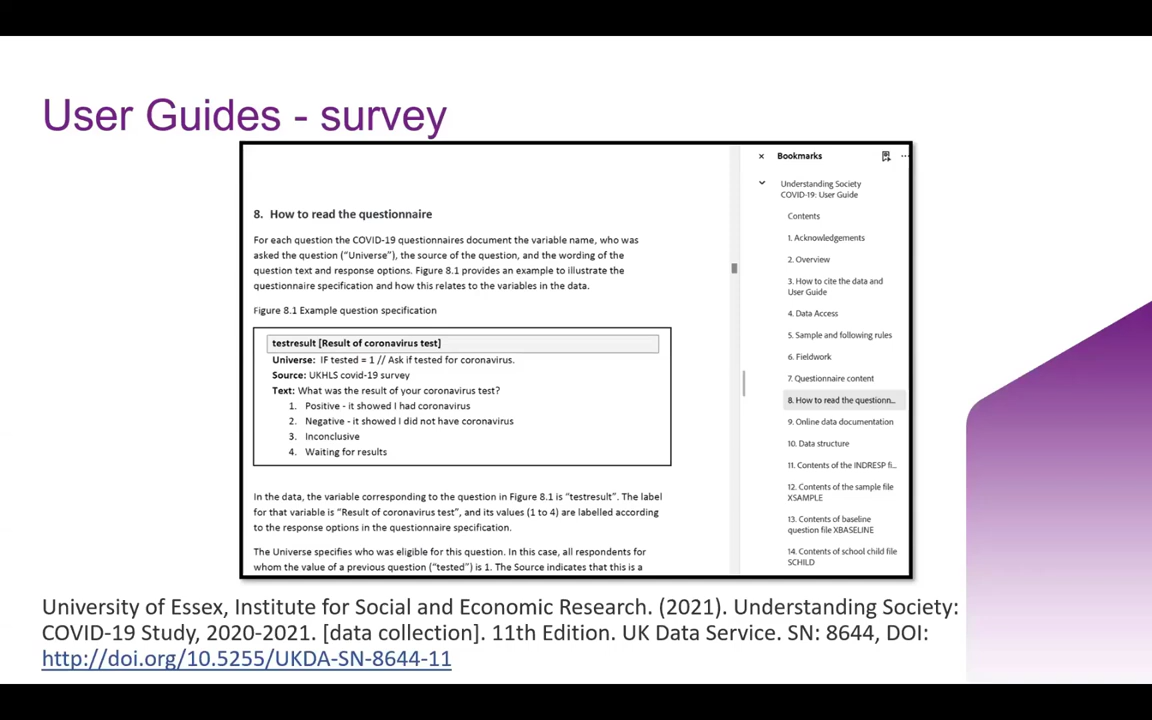 User Guides - survey
8. How to read the questionnaire
For each question the COVID-19 questionnaires document the variable name, who was
asked the question (“Universe”), the source of the question, and the wording of the
question text and response options. Figure 8.1 provides an example to illustrate the
questionnaire specification and how this relates to the variables in the data.
Figure 8.1 Example question specification
testresult [Result of coronavirus test]
Universe: IF tested = 1 // Ask if tested for coronavirus.
Source: UKHLS covid-19 survey
Text: What was the result of your coronavirus test?
1. Positive - it showed I had coronavirus
2. Negative - it showed I did not have coronavirus
3. Inconclusive
4. Waiting for results
In the data, the variable corresponding to the question in Figure 8.1 is “testresult”. The label
for that variable is “Result of coronavirus test”, and its values (1 to 4) are labelled according
to the response options in the questionnaire specification.
The Universe specifies who was eligible for this question. In this case, all respondents for
whom the value of a previous question (“tested”) is 1. The Source indicates that this is a
Bookmarks
Understanding Society
COVID-19: User Guide
Contents
1. Acknowledgements
2. Overview
3. How to cite the data and
User Guide
4. Data Access
5. Sample and following rules
6. Fieldwork
7. Questionnaire content
8. How to read the questionn...
9. Online data documentation
10. Data structure
11. Contents of the INDRESP fi...
12. Contents of the sample file
XSAMPLE
13. Contents of baseline
question file XBASELINE
14. Contents of school child file
SCHILD
University of Essex, Institute for Social and Economic Research. (2021). Understanding Society:
COVID-19 Study, 2020-2021. [data collection]. 11th Edition. UK Data Service. SN: 8644, DOI:
http://doi.org/10.5255/UKDA-SN-8644-11